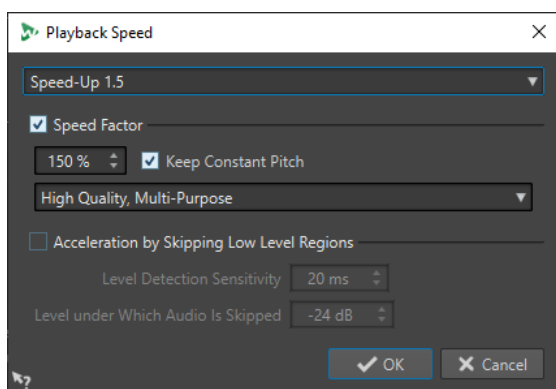 Playback Speed
Speed-Up 1.5
Speed Factor
150 %
Keep Constant Pitch
High Quality, Multi-Purpose
Acceleration by Skipping Low Level Regions
Level Detection Sensitivity 20 ms
Level under Which Audio Is Skipped -24 dB
OK Cancel
?